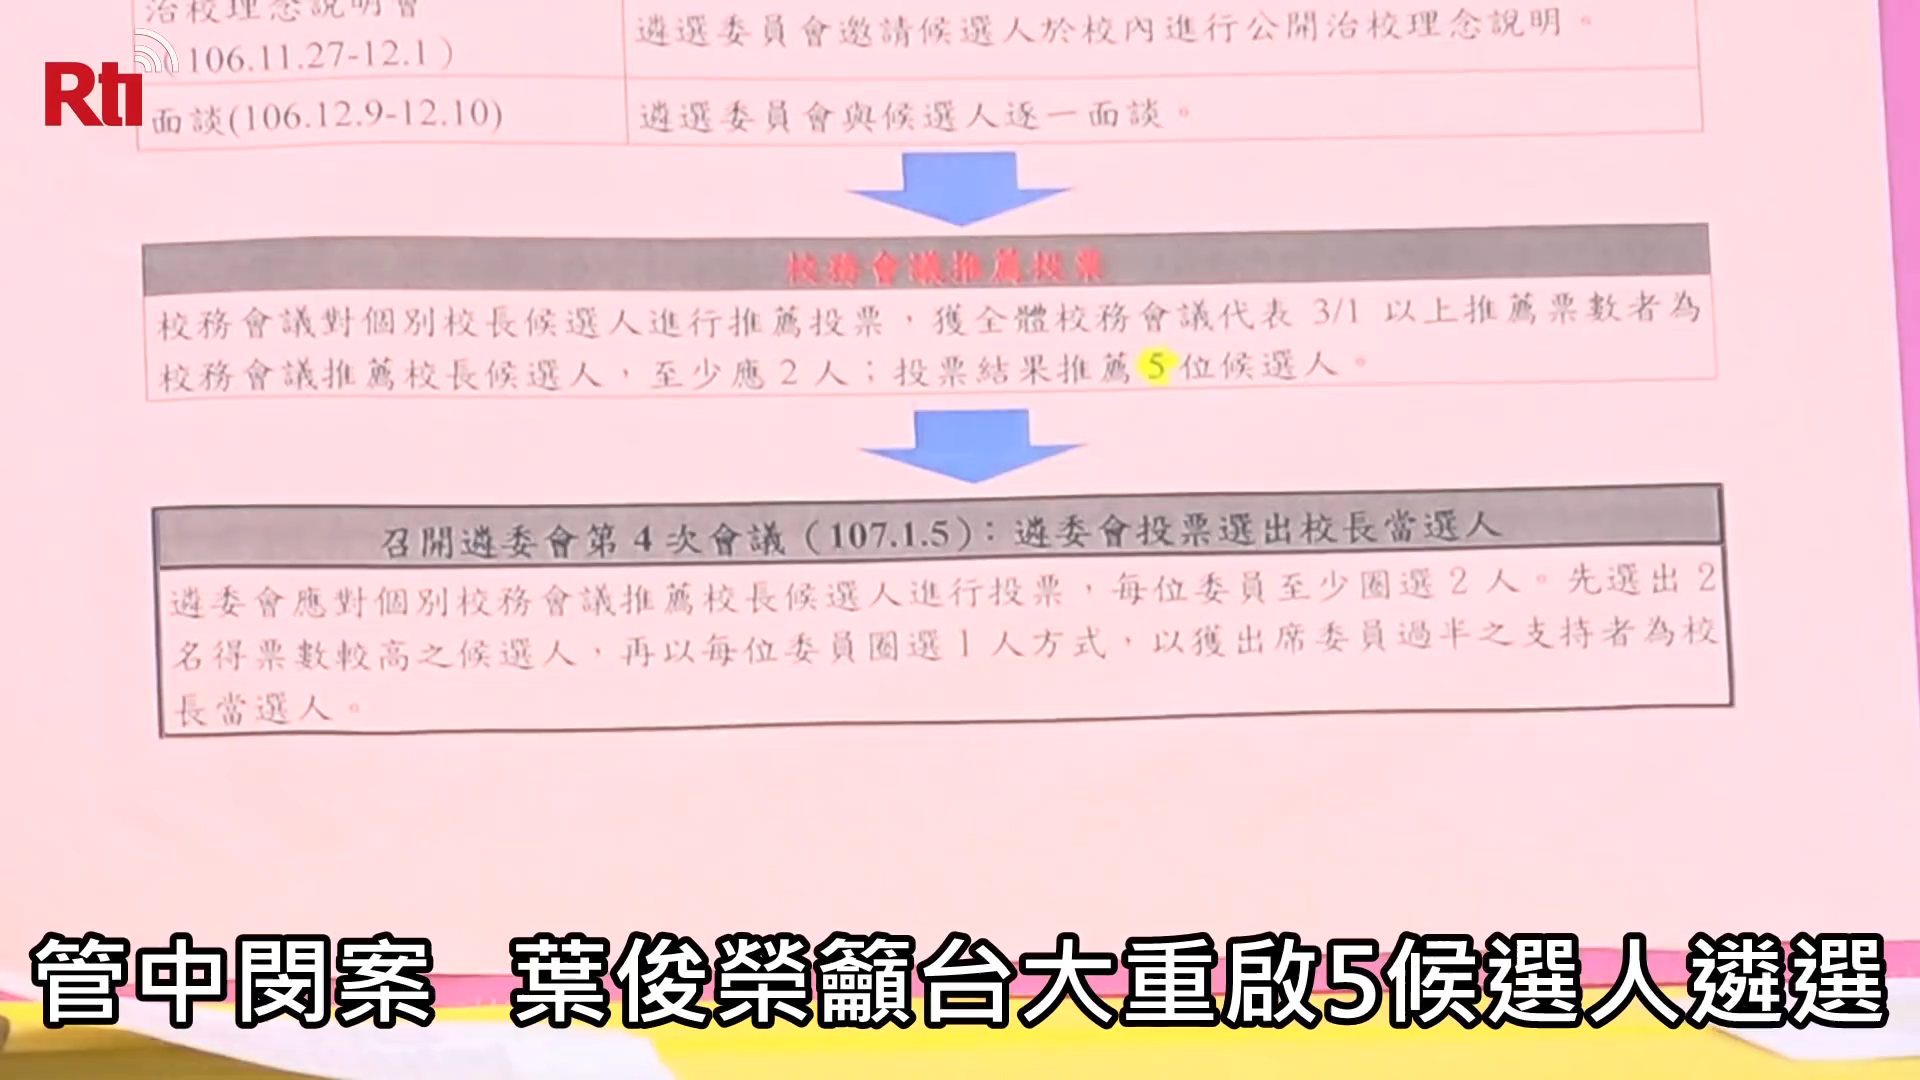 治校理念說明會
106.11.27-12.1）
遴選委員會邀請候選人於校內進行公開治校理念說明。
Rti
面談(106.12.9-12.10)
遴選委員會與候選人逐一面談。
校務會議推薦投票
校務會議對個別校長候選人進行推薦投票，獲全體校務會議代表 3/1 以上推薦票數者為
校務會議推薦校長候選人，至少應 2 人；投票結果推薦 5 位候選人。
召開遴委會第 4 次會議（107.1.5）：遴委會投票選出校長當選人
遴委會應對個別校務會議推薦校長候選人進行投票，每位委員至少圈選 2 人。先選出 2
名得票數較高之候選人，再以每位委員圈選 1 人方式，以獲出席委員過半之支持者為校
長當選人。
管中閔案 葉俊榮籲台大重啟5候選人遴選